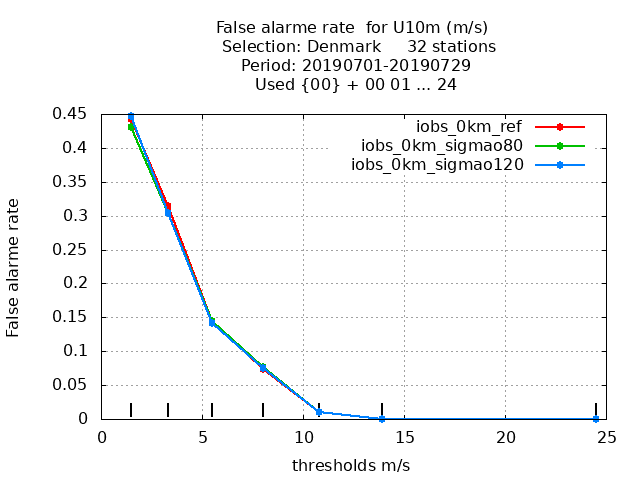 False alarme rate  for U10m (m/s)
Selection: Denmark     32 stations
Period: 20190701-20190729
Used {00} + 00 01 ... 24
0.45
0.4
0.35
0.3
0.25
0.2
0.15
0.1
0.05
0
False alarme rate
iobs_0km_ref
iobs_0km_sigmao80
iobs_0km_sigmao120
0 5 10 15 20 25
thresholds m/s